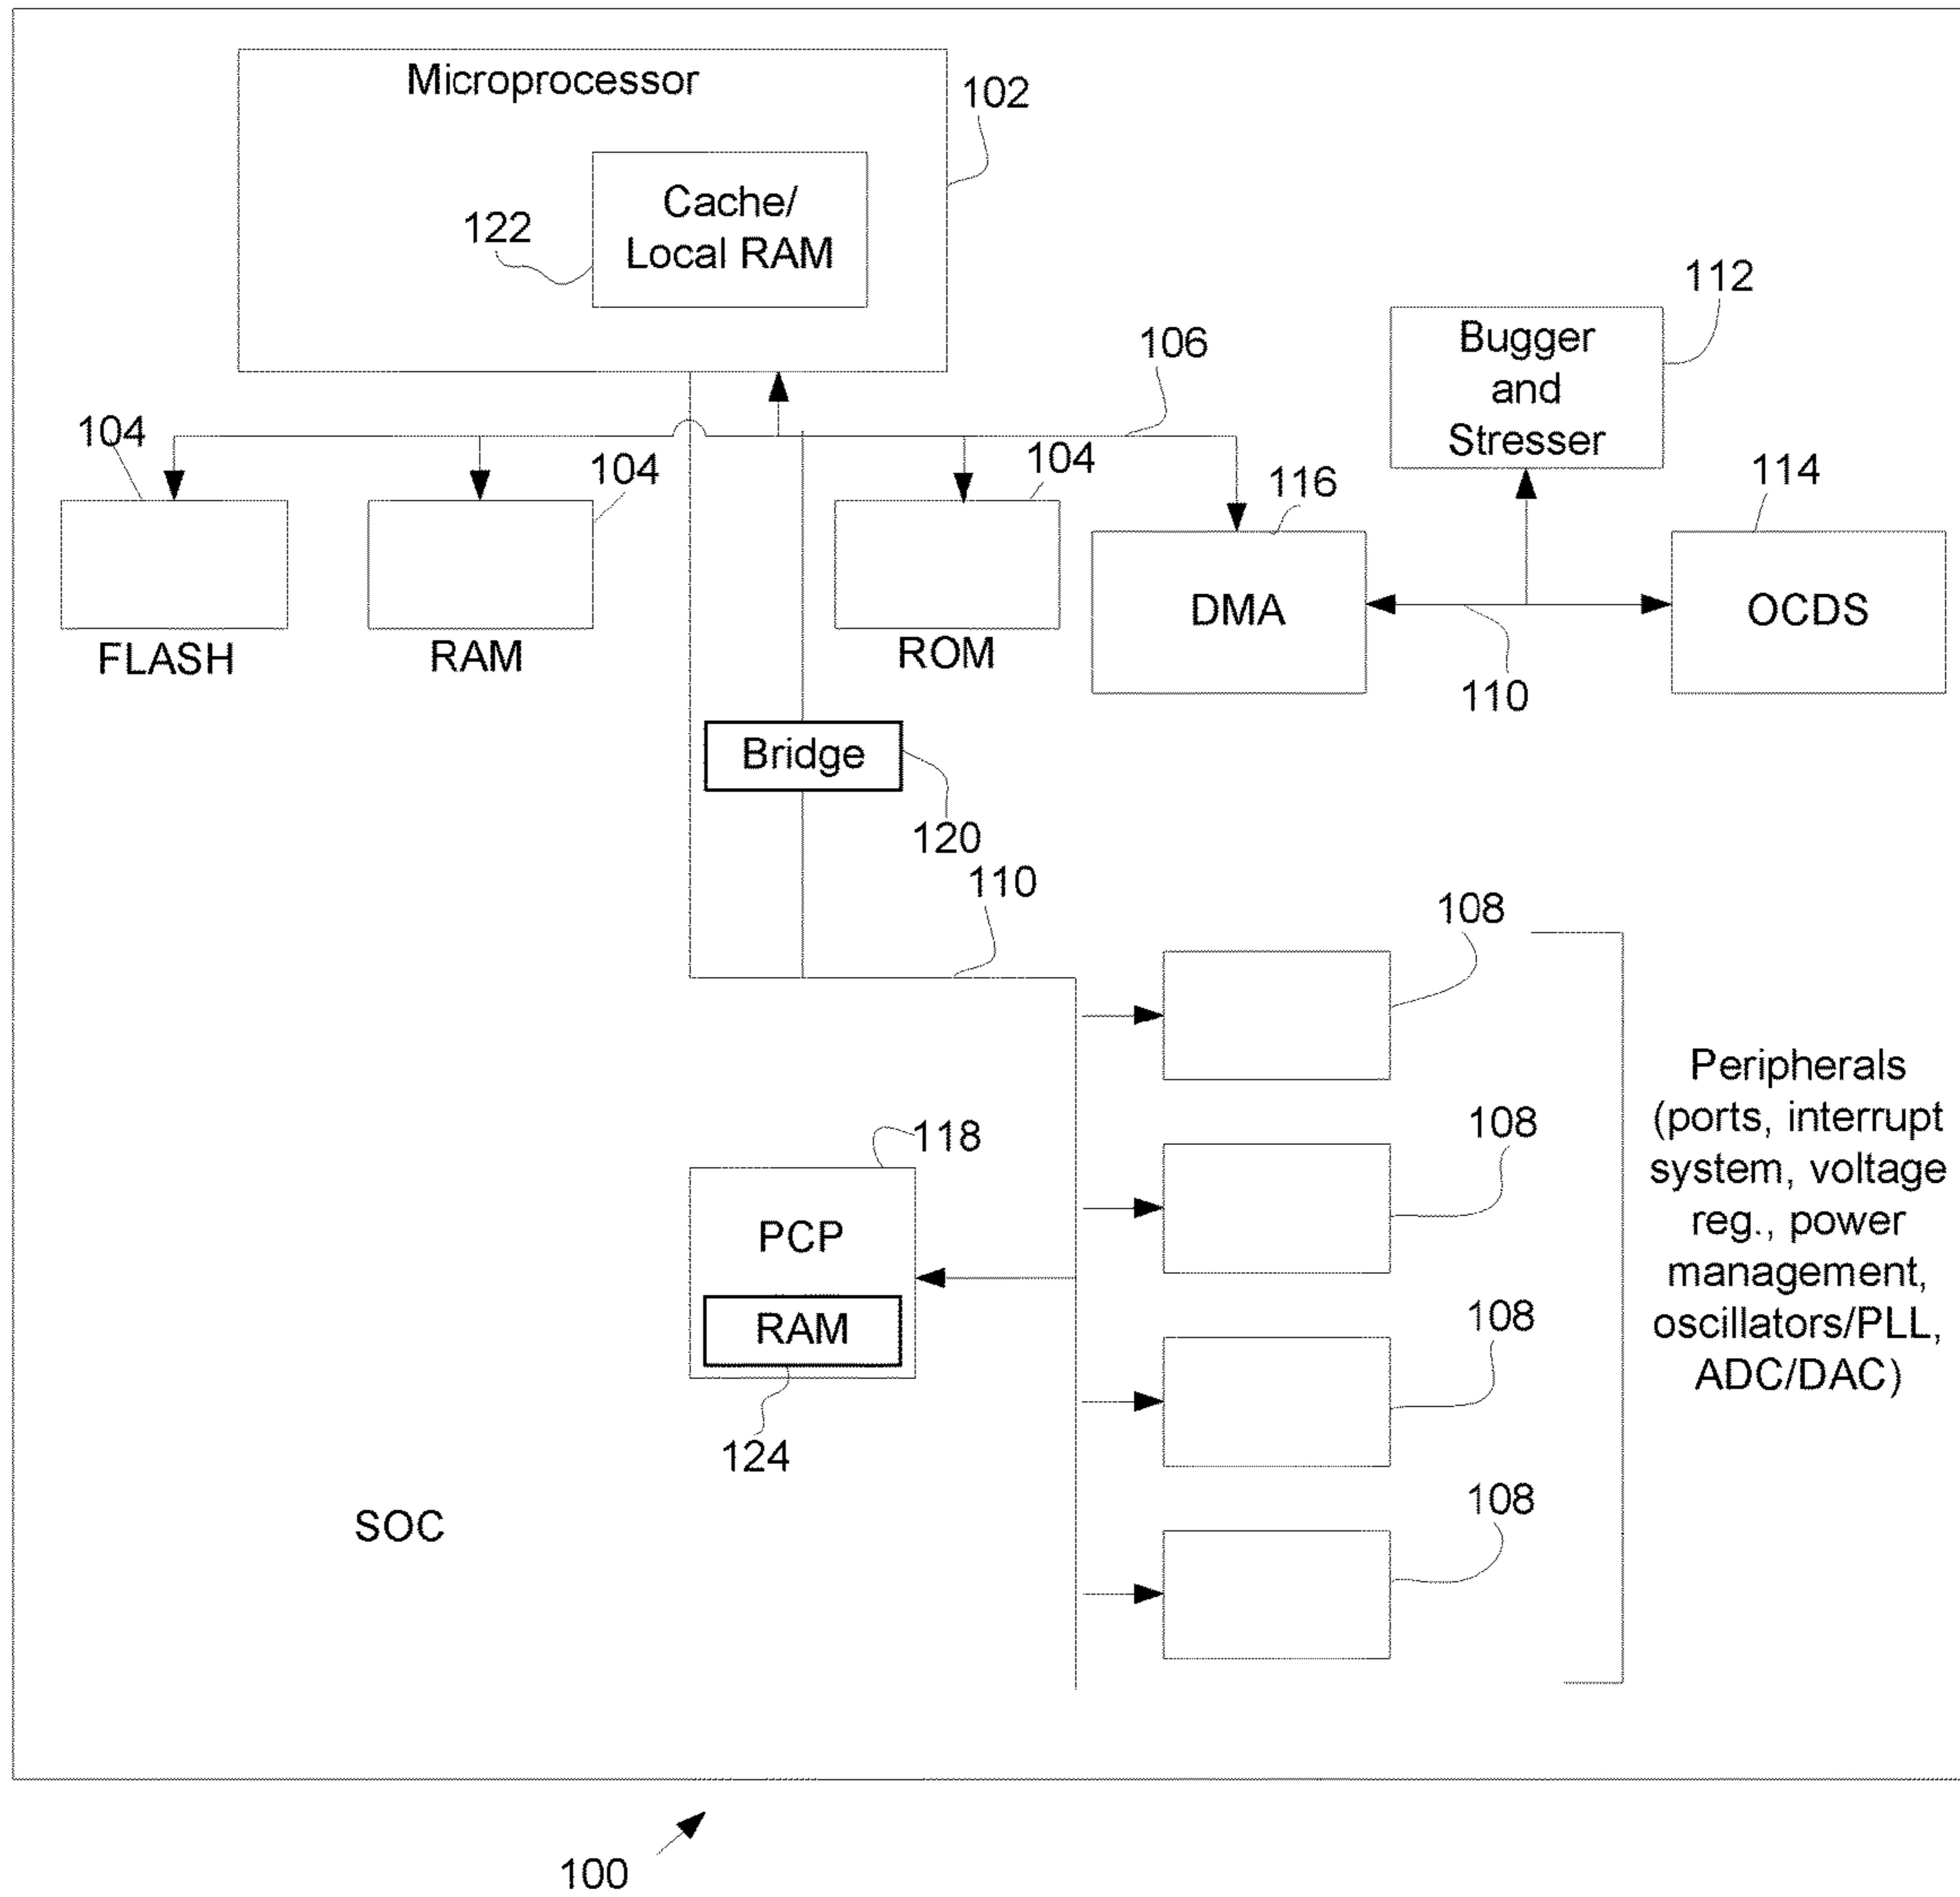 Microprocessor
102
Cache/
Local RAM
122
106
112
Bugger
and
Stresser
104
104
104
116
114
FLASH
RAM
ROM
DMA
110
OCDS
Bridge
120
110
108
108
108
108
Peripherals
(ports, interrupt
system, voltage
reg., power
management,
oscillators/PLL,
ADC/DAC)
118
PCP
RAM
124
SOC
100